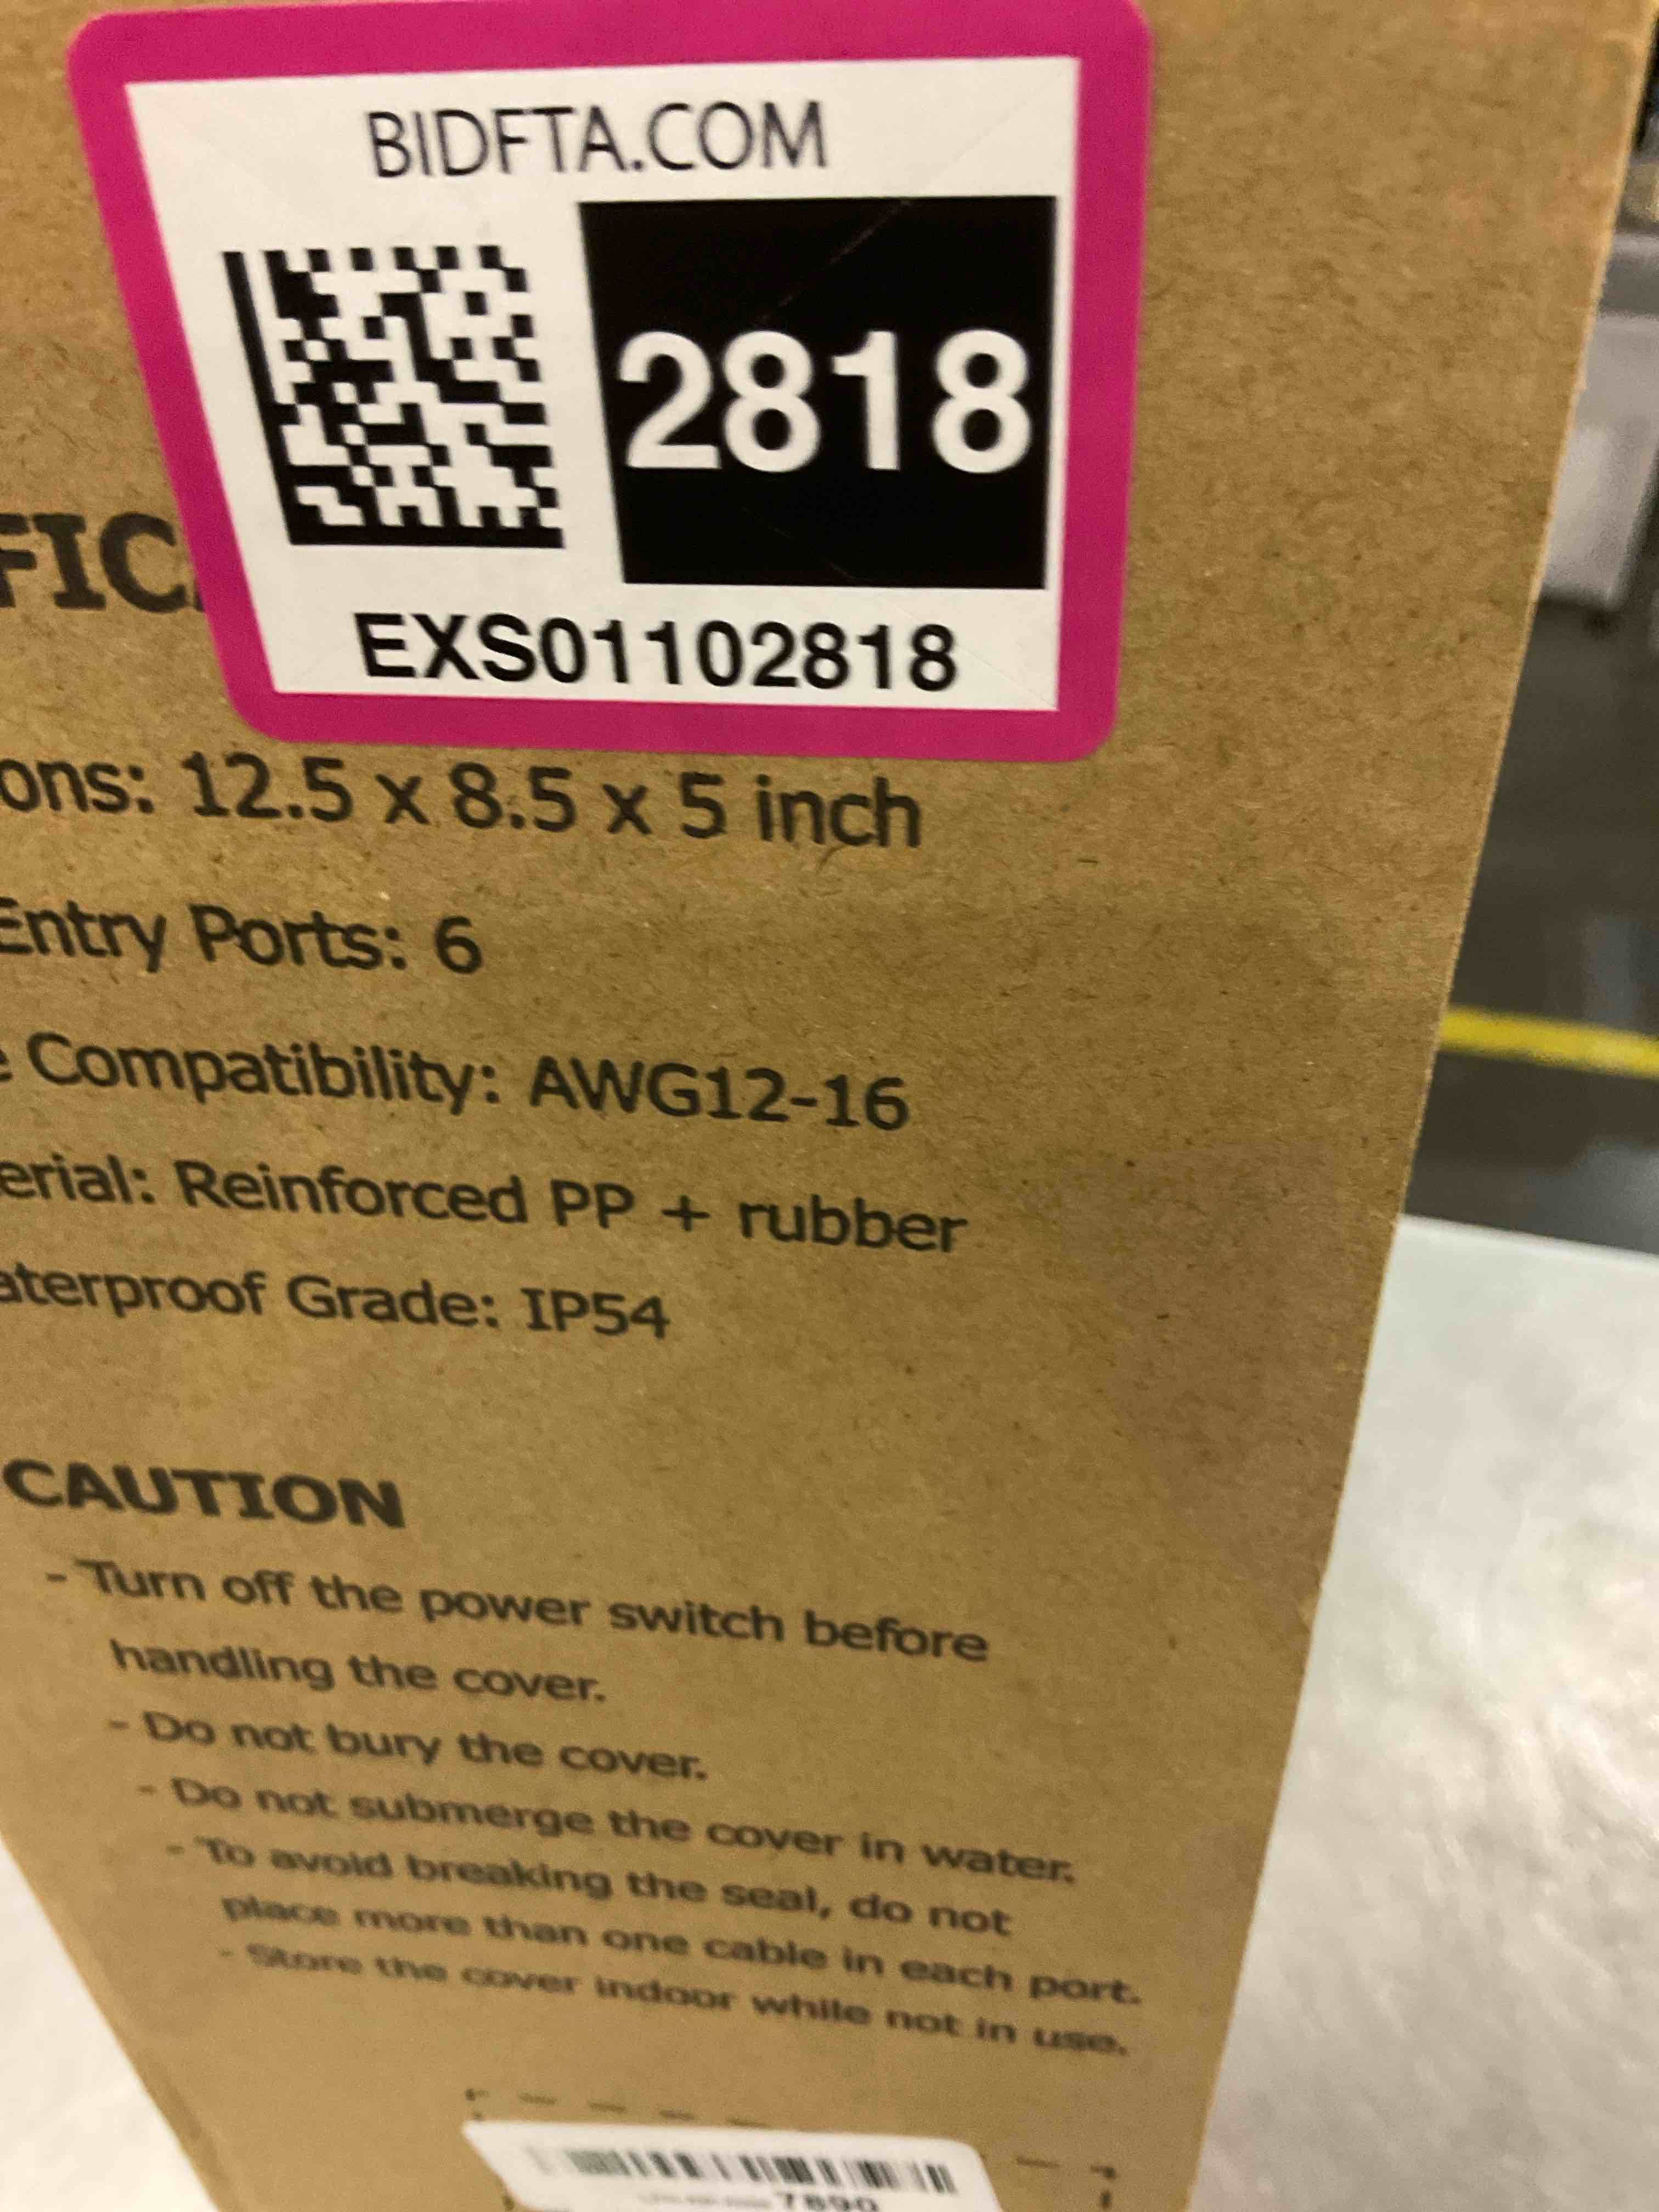 BIDFTA.COM
2818
EXS01102818
FIC
ons: 12.5 x 8.5 x 5 inch
Entry Ports: 6
e Compatibility: AWG12-16
erial: Reinforced PP + rubber
aterproof Grade: IP54
CAUTION
- Turn off the power switch before
handling the cover.
- Do not bury the cover.
- Do not submerge the cover in water.
- To avoid breaking the seal, do not
place more than one cable in each port.
- Store the cover indoor while not in use.
7890